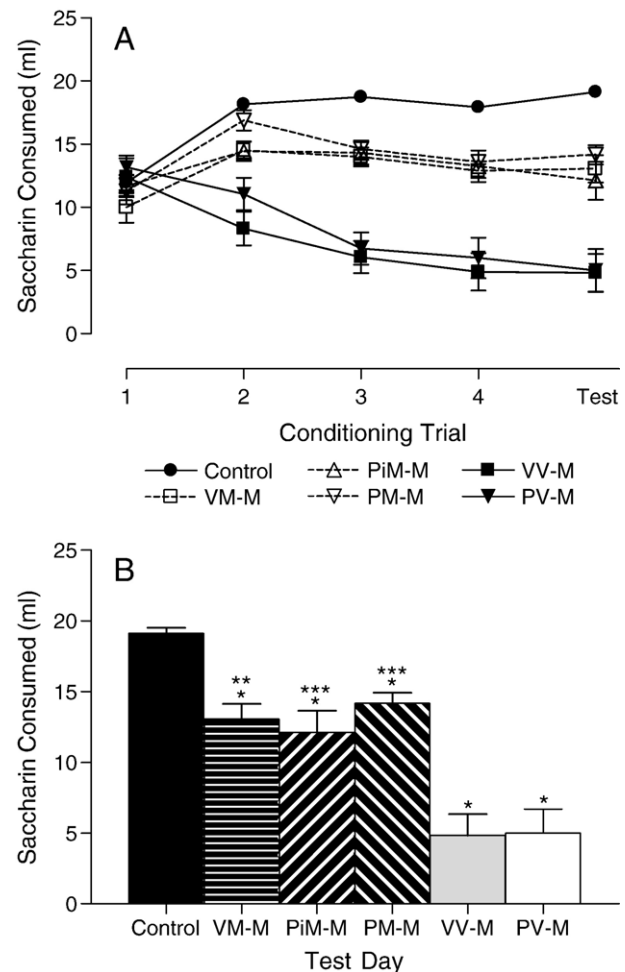 A
25
20
15
10
5
0
Saccharin Consumed (ml)
1 2 3 4 Test
Conditioning Trial
Control PiM-M VV-M
VM-M PM-M PV-M
B
25
20
15
10
5
0
Saccharin Consumed (ml)
** *** *** * *
* * *
Control VM-M PiM-M PM-M VV-M PV-M
Test Day